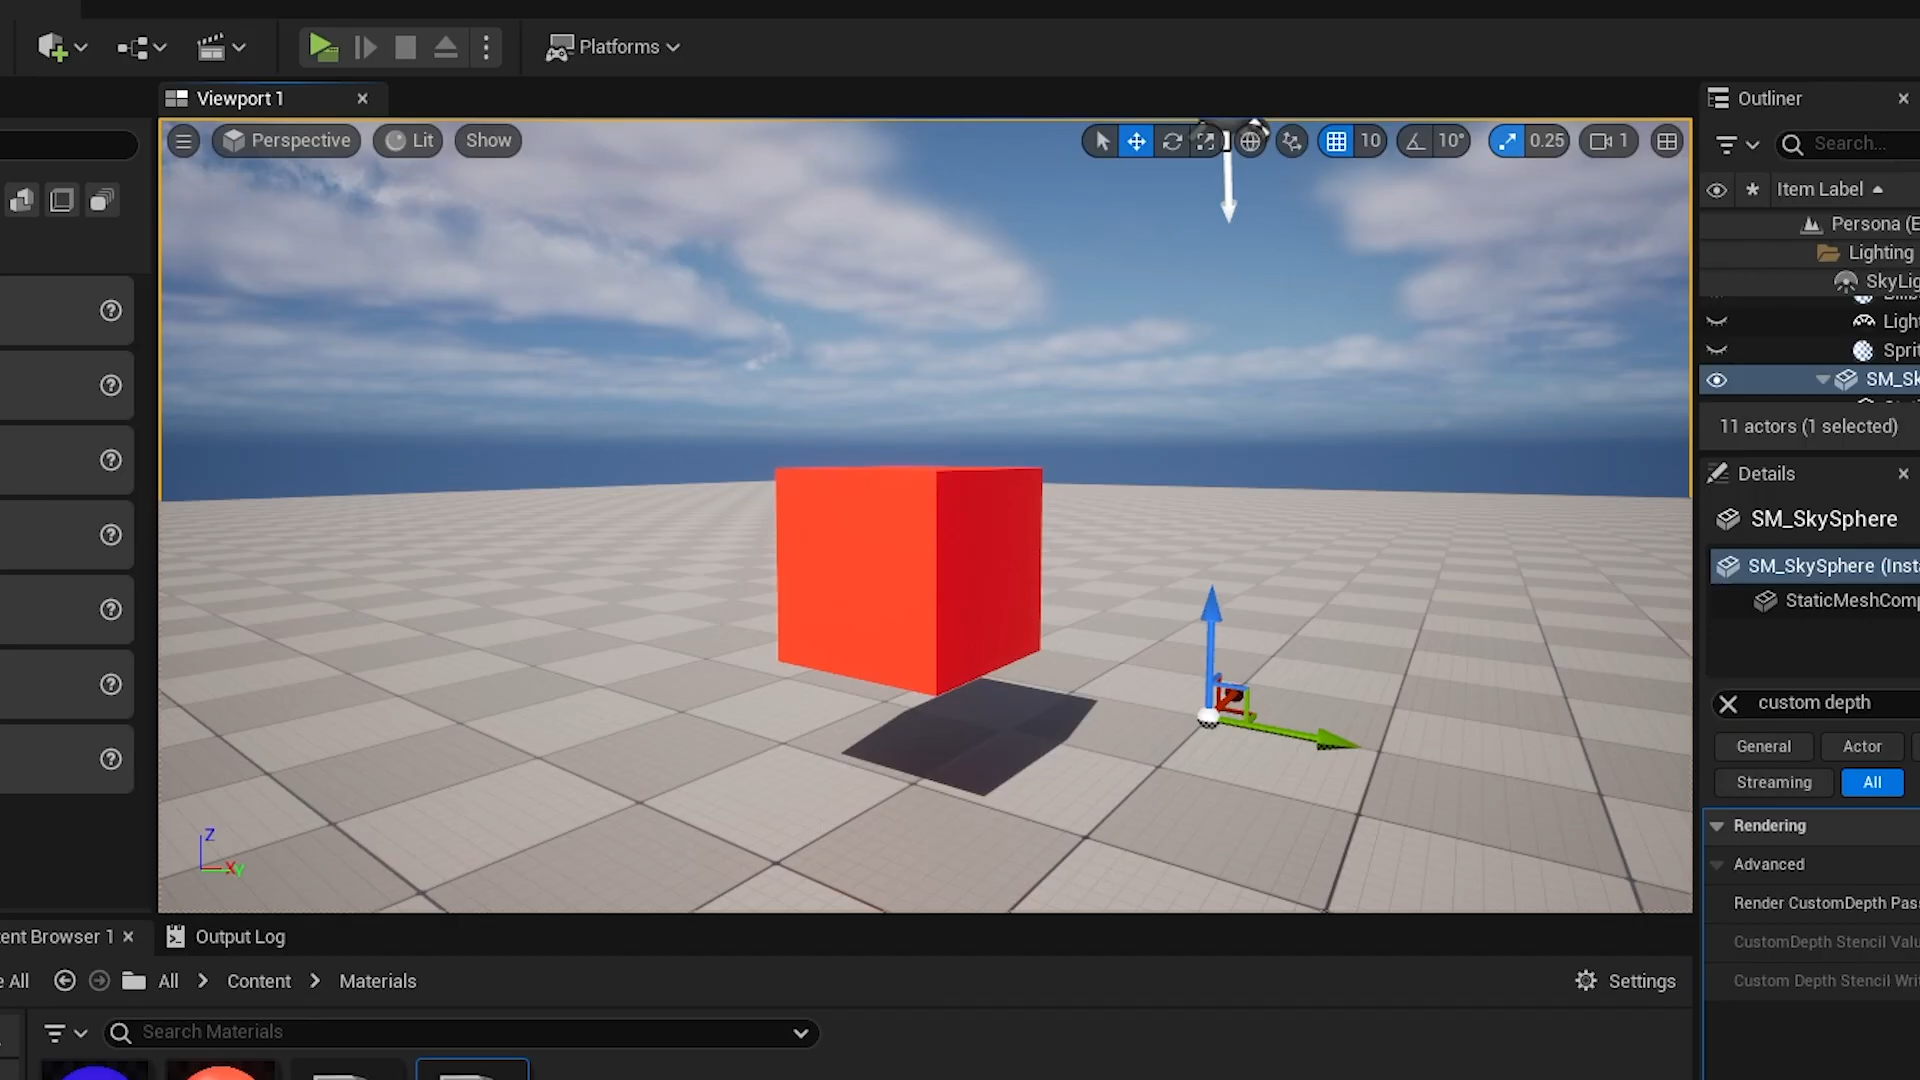 Platforms
Viewport 1
Outliner
Perspective
Lit
Show
10
10°
0.25
1
Search...
Item Label
Persona (E
Lighting
SkyLig
Light
Sprit
SM_Sk
11 actors (1 selected)
Details
SM_SkySphere
SM_SkySphere (Insta
StaticMeshComp
custom depth
General
Actor
Streaming
All
Rendering
Advanced
Render CustomDepth Pas
CustomDepth Stencil Valu
Custom Depth Stencil Wri
Z
X
Y
ent Browser 1
Output Log
e All
All
Content
Materials
Settings
Search Materials